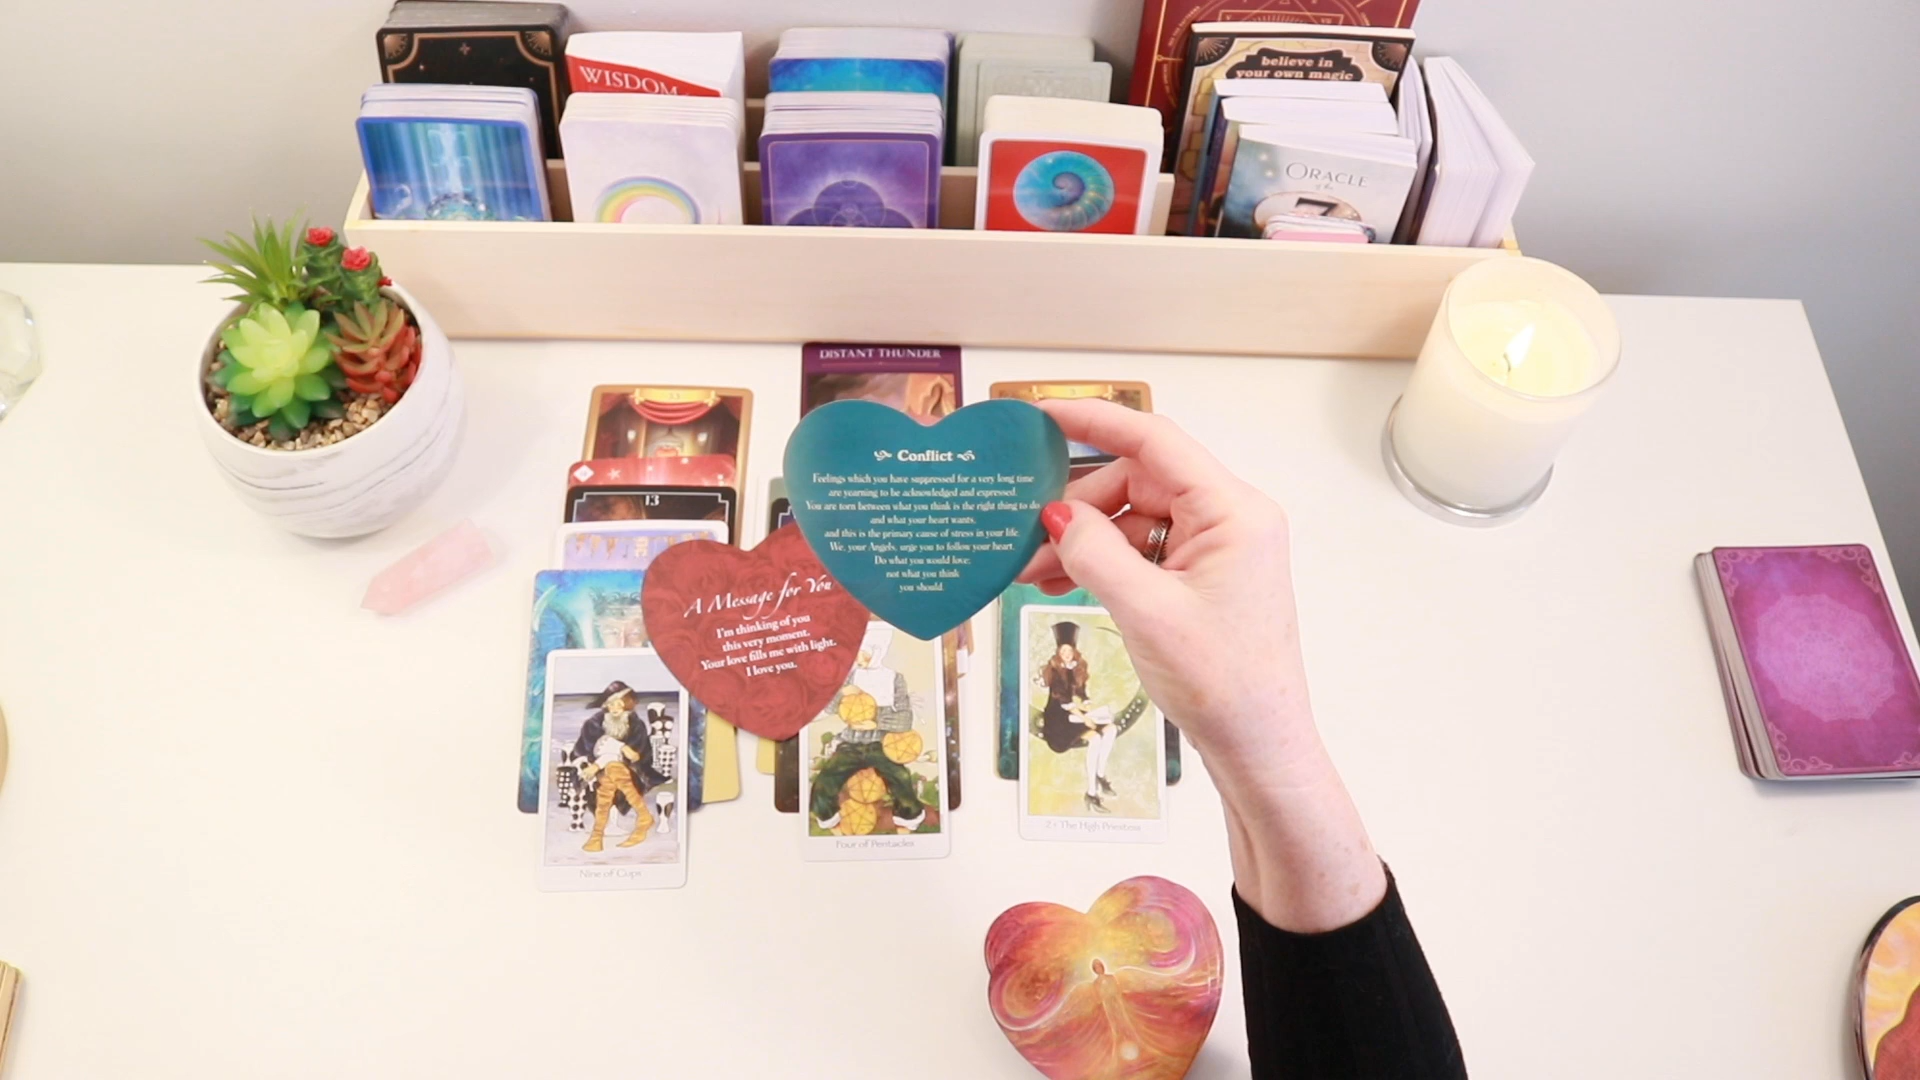 WISDOM
believe in
your own magic
ORACLE
of the
7
DISTANT THUNDER
13
Conflict
Feelings which you have suppressed for a very long time
are yearning to be acknowledged and expressed.
You are torn between what you think is the right thing to do
and what your heart wants,
and this is the primary cause of stress in your life.
We, your Angels, urge you to follow your heart.
Do what you would love;
not what you think
you should.
A Message for You
I'm thinking of you
this very moment.
Your love fills me with light.
I love you.
2 • The High Priestess
Four of Pentacles
Nine of Cups